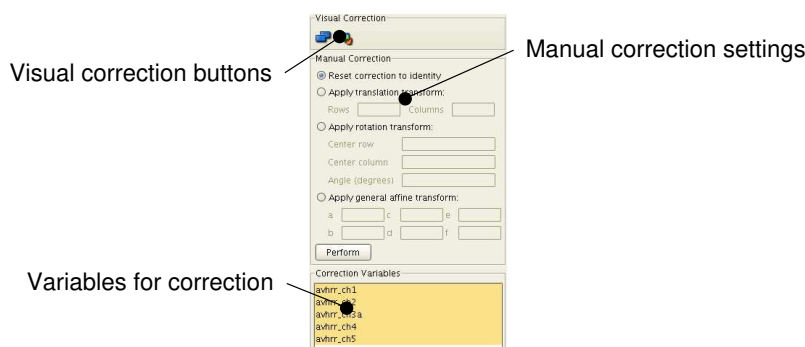 Visual Correction
Visual correction buttons
Manual correction settings
Manual Correction
Reset correction to identity
Apply translation transform:
Rows Columns
Apply rotation transform:
Center row
Center column
Angle (degrees)
Apply general affine transform:
a c e
b d f
Perform
Variables for correction
Correction Variables
avhrr_ch1
avhrr_ch2
avhrr_ch3a
avhrr_ch4
avhrr_ch5